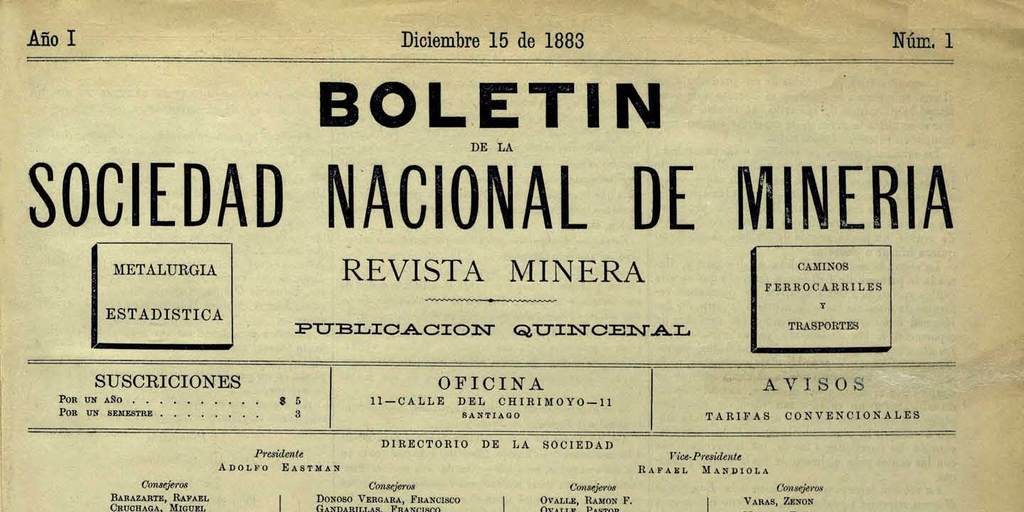 Año I Diciembre 15 de 1883 Núm. 1
BOLETIN
DE LA
SOCIEDAD NACIONAL DE MINERIA
METALURGIA
ESTADISTICA
REVISTA MINERA
PUBLICACION QUINCENAL
CAMINOS
FERROCARRILES
Y
TRASPORTES
SUSCRICIONES
POR UN AÑO . . . . . . . . . . . $ 5
POR UN SEMESTRE . . . . . . . . 3
OFICINA
11—CALLE DEL CHIRIMOYO—11
SANTIAGO
AVISOS
TARIFAS CONVENCIONALES
DIRECTORIO DE LA SOCIEDAD
Presidente
ADOLFO EASTMAN
Vice-Presidente
RAFAEL MANDIOLA
Consejeros
BARAZARTE, RAFAEL
CRUCHAGA, MIGUEL
Consejeros
DONOSO VERGARA, FRANCISCO
GANDARILLAS, FRANCISCO
Consejeros
OVALLE, RAMON F.
OVALLE, PASTOR
Consejeros
VARAS, ZENON